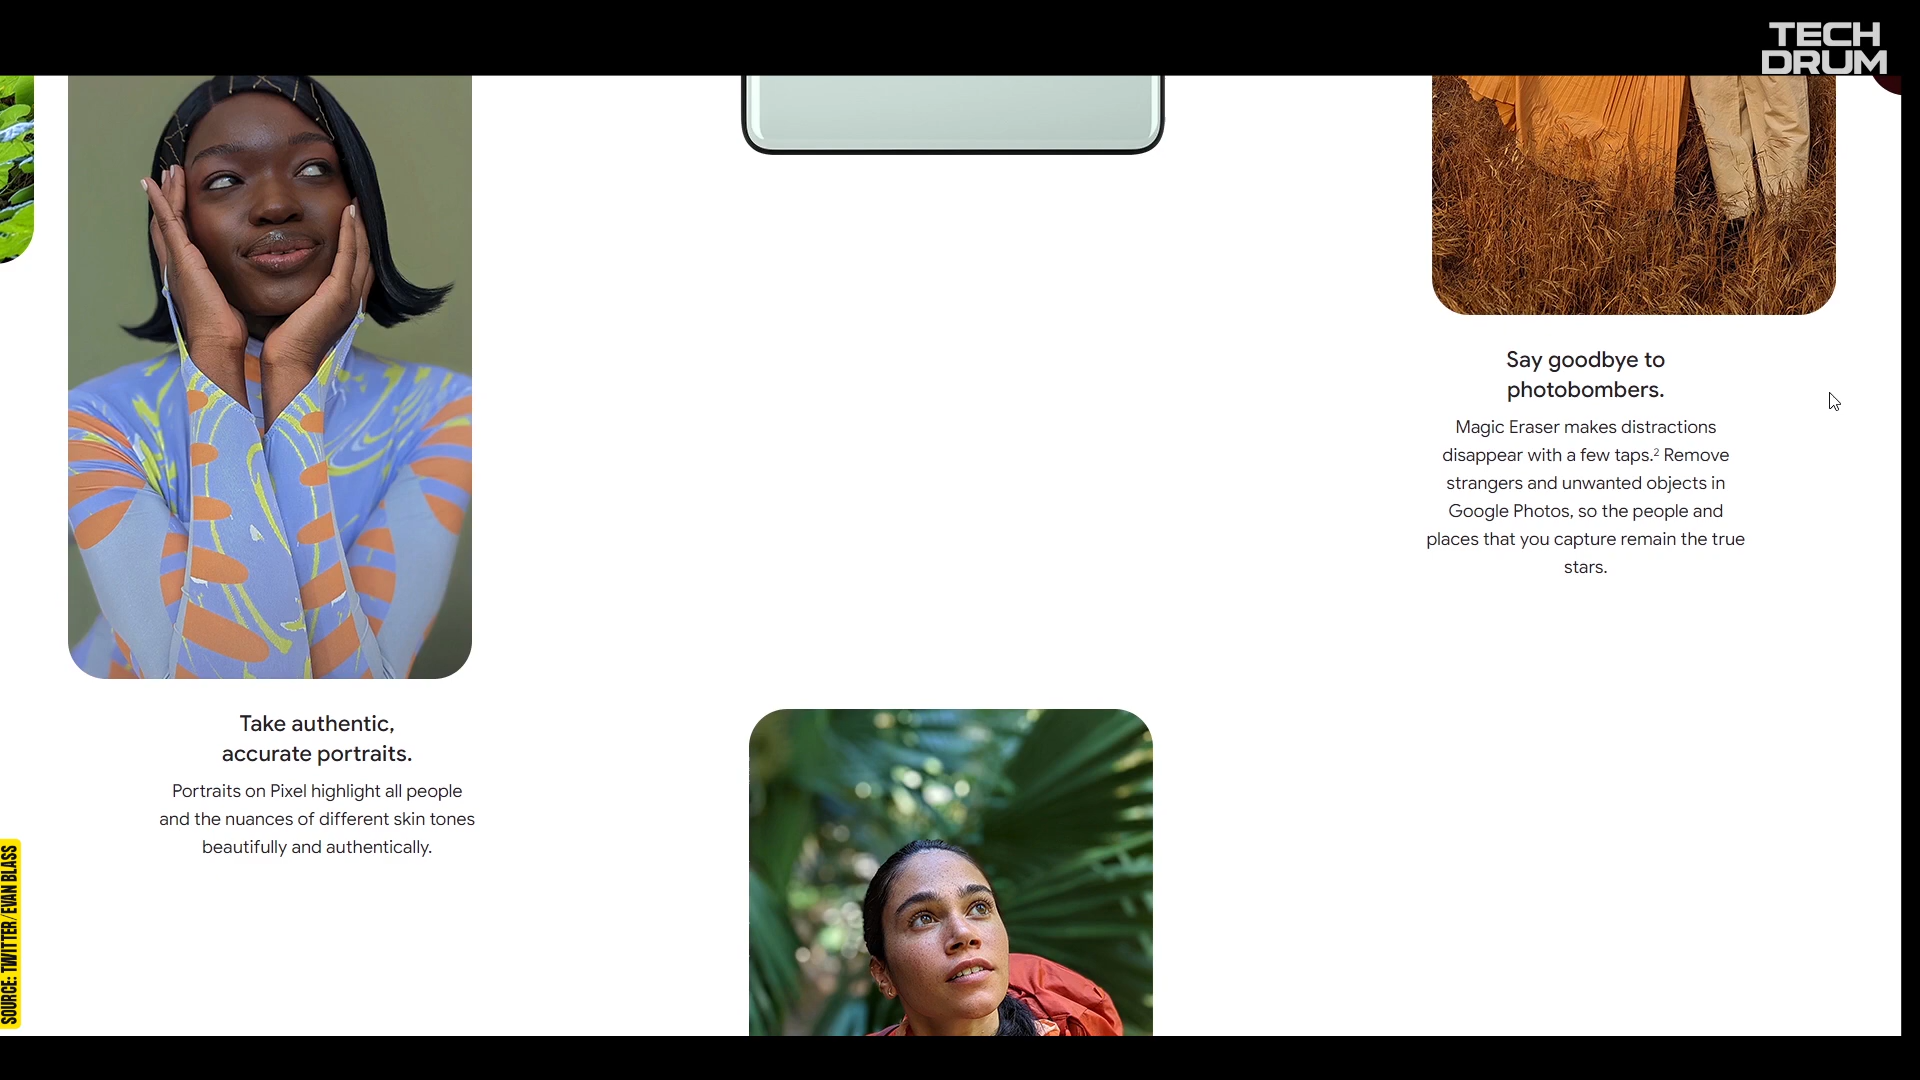 TECH
DRUM
Say goodbye to
photobombers.
Magic Eraser makes distractions
disappear with a few taps.² Remove
strangers and unwanted objects in
Google Photos, so the people and
places that you capture remain the true
stars.
Take authentic,
accurate portraits.
Portraits on Pixel highlight all people
and the nuances of different skin tones
beautifully and authentically.
SOURCE: TWITTER/EVAN BLASS